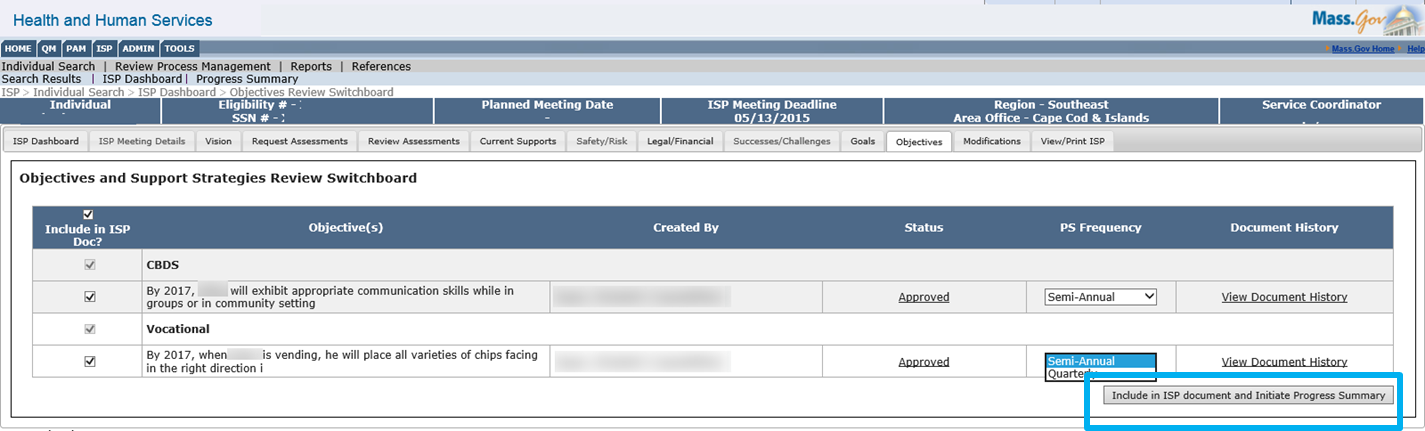 Health and Human Services
Mass.Gov
HOME QM PAM ISP ADMIN TOOLS
Mass.Gov Home Help
Individual Search | Review Process Management | Reports | References
Search Results | ISP Dashboard | Progress Summary
ISP > Individual Search > ISP Dashboard > Objectives Review Switchboard
Individual Eligibility # - Planned Meeting Date ISP Meeting Deadline Region - Southeast Service Coordinator
SSN # - - 05/13/2015 Area Office - Cape Cod & Islands
ISP Dashboard ISP Meeting Details Vision Request Assessments Review Assessments Current Supports Safety/Risk Legal/Financial Successes/Challenges Goals Objectives Modifications View/Print ISP
Objectives and Support Strategies Review Switchboard
Include in ISP Doc? Objective(s) Created By Status PS Frequency Document History
CBDS
By 2017, will exhibit appropriate communication skills while in
groups or in community setting
Approved Semi-Annual View Document History
Vocational
By 2017, when is vending, he will place all varieties of chips facing
in the right direction i
Approved Semi-Annual View Document History
Quarterly
Include in ISP document and Initiate Progress Summary